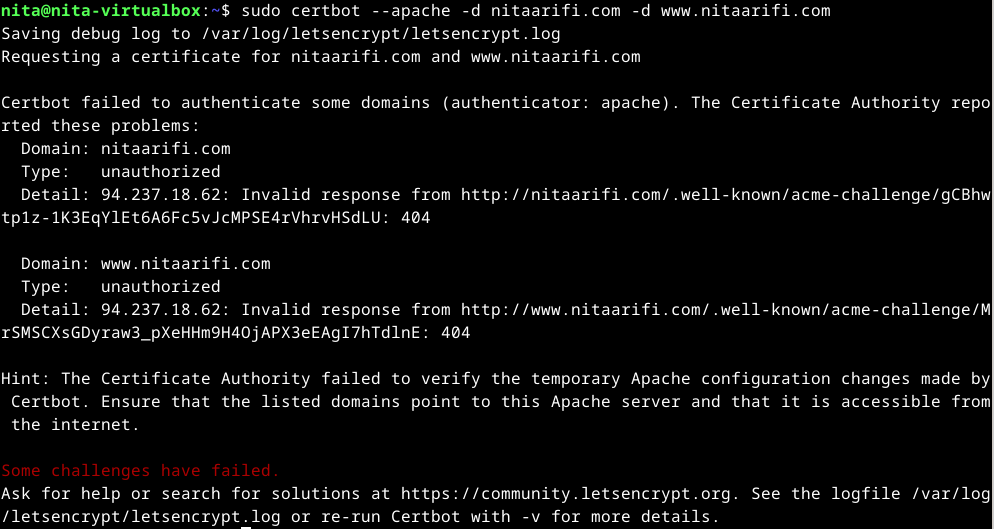 nita@nita-virtualbox:~$ sudo certbot --apache -d nitaarifi.com -d www.nitaarifi.com
Saving debug log to /var/log/letsencrypt/letsencrypt.log
Requesting a certificate for nitaarifi.com and www.nitaarifi.com

Certbot failed to authenticate some domains (authenticator: apache). The Certificate Authority repo
rted these problems:
  Domain: nitaarifi.com
  Type:   unauthorized
  Detail: 94.237.18.62: Invalid response from http://nitaarifi.com/.well-known/acme-challenge/gCBhw
tp1z-1K3EqYlEt6A6Fc5vJcMPSE4rVhrvHSdLU: 404

  Domain: www.nitaarifi.com
  Type:   unauthorized
  Detail: 94.237.18.62: Invalid response from http://www.nitaarifi.com/.well-known/acme-challenge/M
rSMSCXsGDyraw3_pXeHHm9H4OjAPX3eEAgI7hTdlnE: 404

Hint: The Certificate Authority failed to verify the temporary Apache configuration changes made by
 Certbot. Ensure that the listed domains point to this Apache server and that it is accessible from
 the internet.

Some challenges have failed.
Ask for help or search for solutions at https://community.letsencrypt.org. See the logfile /var/log
/letsencrypt/letsencrypt.log or re-run Certbot with -v for more details.